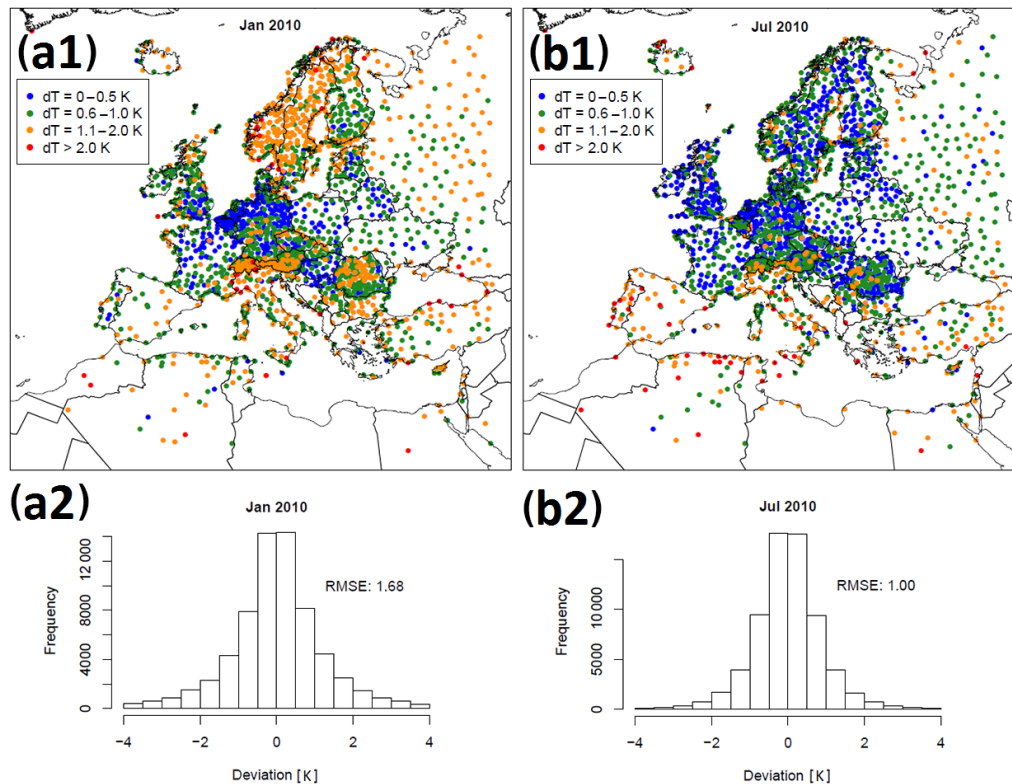 (a1)
Jan 2010
dT = 0–0.5 K
dT = 0.6–1.0 K
dT = 1.1–2.0 K
dT > 2.0 K
(b1)
Jul 2010
dT = 0–0.5 K
dT = 0.6–1.0 K
dT = 1.1–2.0 K
dT > 2.0 K
(a2)
Jan 2010
RMSE: 1.68
Frequency
12000
8000
4000
0
−4
−2
0
2
4
Deviation [K]
(b2)
Jul 2010
RMSE: 1.00
Frequency
10000
5000
0
−4
−2
0
2
4
Deviation [K]